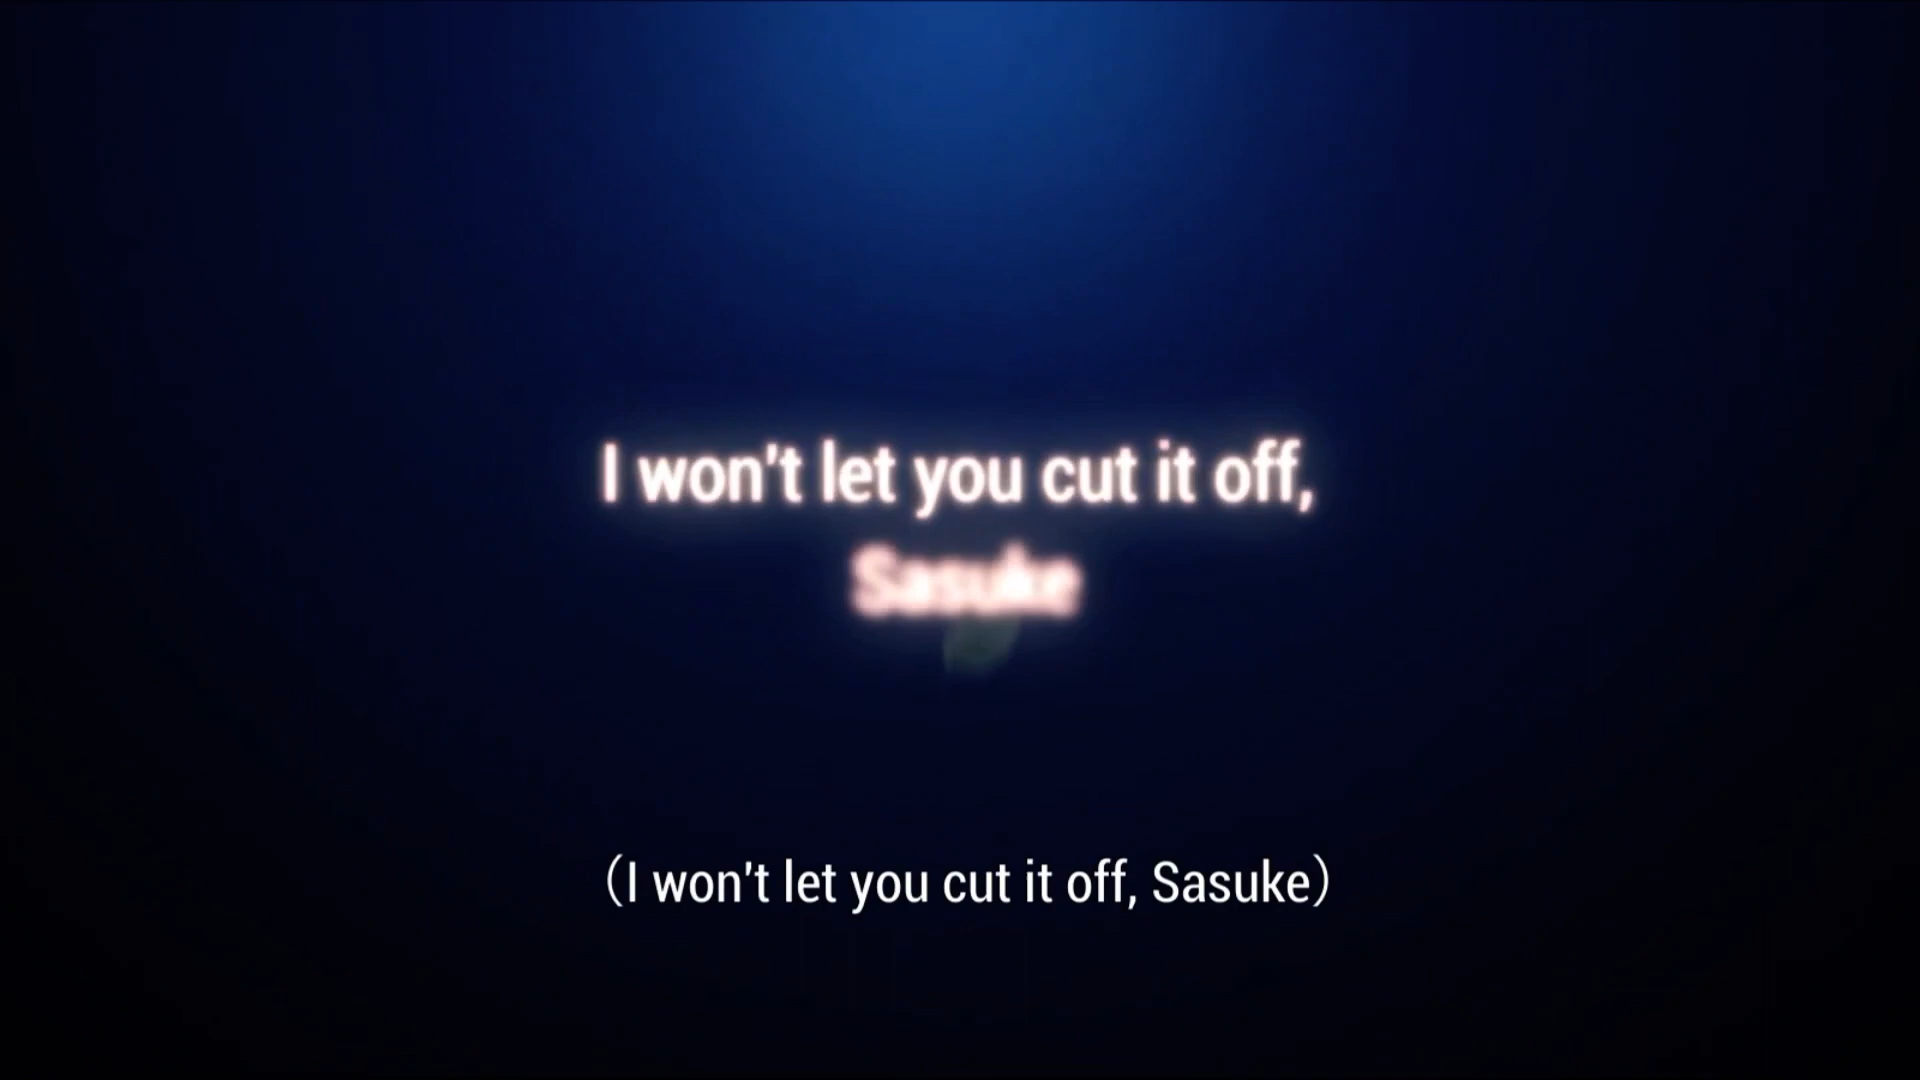 I won't let you cut it off,
Sasuke
（I won't let you cut it off, Sasuke）